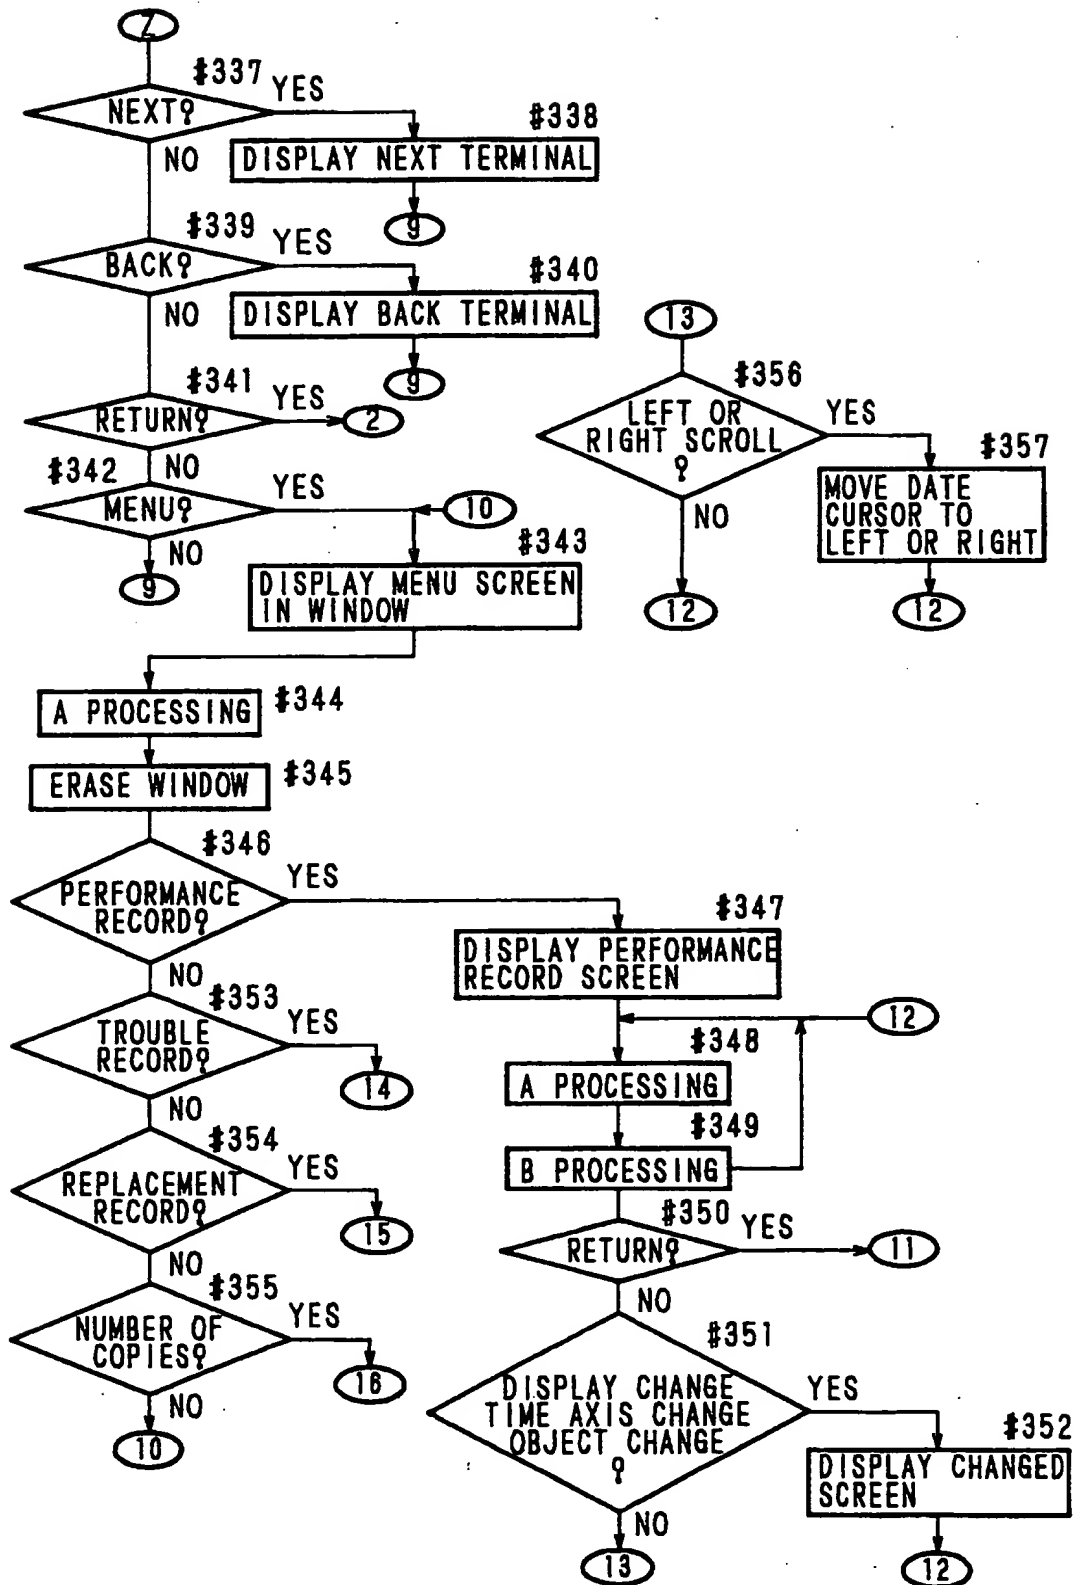 Z
#337
YES
NEXT?
NO
#338
DISPLAY NEXT TERMINAL
9
#339
YES
BACK?
NO
#340
DISPLAY BACK TERMINAL
9
#341
YES
RETURN?
2
NO
#342
YES
MENU?
10
NO
9
#343
DISPLAY MENU SCREEN
IN WINDOW
13
#356
LEFT OR
RIGHT SCROLL
?
YES
NO
#357
MOVE DATE
CURSOR TO
LEFT OR RIGHT
12
12
A PROCESSING
#344
ERASE WINDOW
#345
#346
YES
PERFORMANCE
RECORD?
NO
#347
DISPLAY PERFORMANCE
RECORD SCREEN
12
#353
YES
TROUBLE
RECORD?
14
NO
#348
A PROCESSING
#349
B PROCESSING
#354
YES
REPLACEMENT
RECORD?
15
NO
#350
YES
RETURN?
11
NO
#355
YES
NUMBER OF
COPIES?
16
NO
10
#351
DISPLAY CHANGE
TIME AXIS CHANGE
OBJECT CHANGE
?
YES
NO
13
#352
DISPLAY CHANGED
SCREEN
12